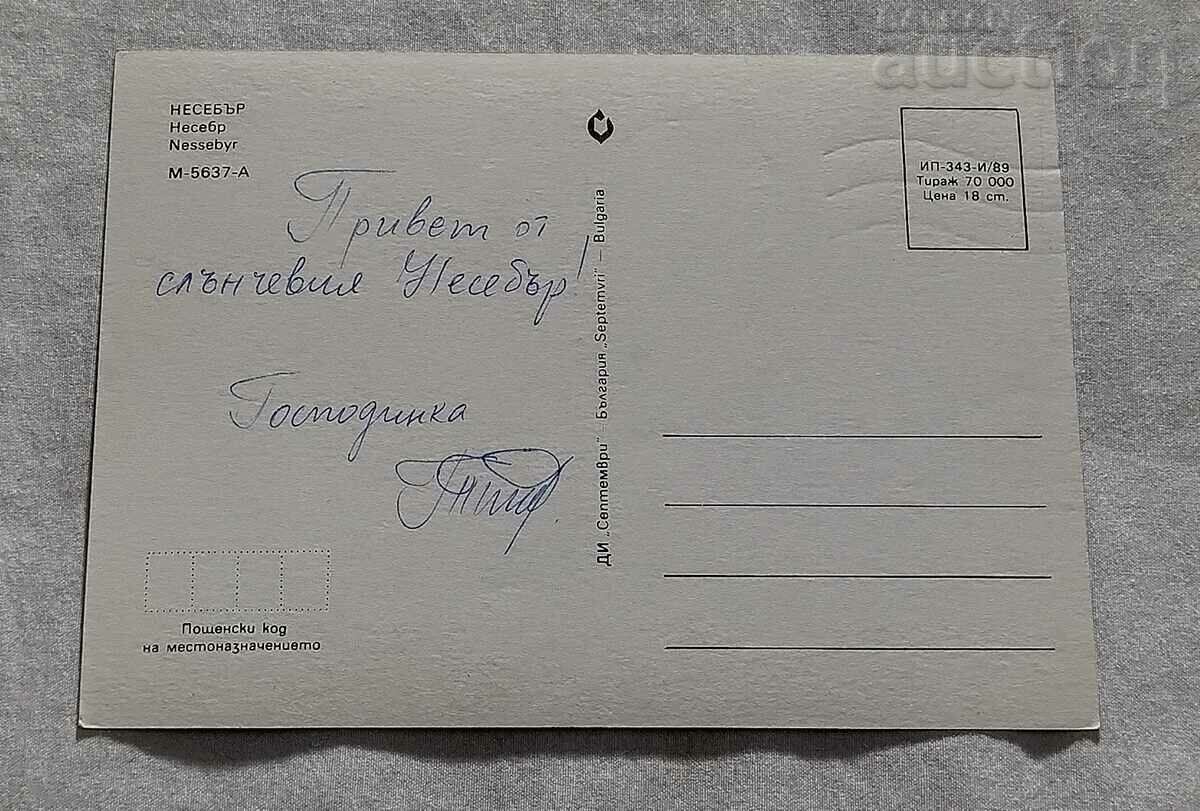 НЕСЕБЪР
Несебр
Nessebyr
М-5637-А
Привет от
слънчевия Несебър!
Господинка
Пощенски код
на местоназначението
ДИ „Септември" – България „Septemvri" – Bulgaria
ИП-343-И/89
Тираж 70 000
Цена 18 ст.
auction